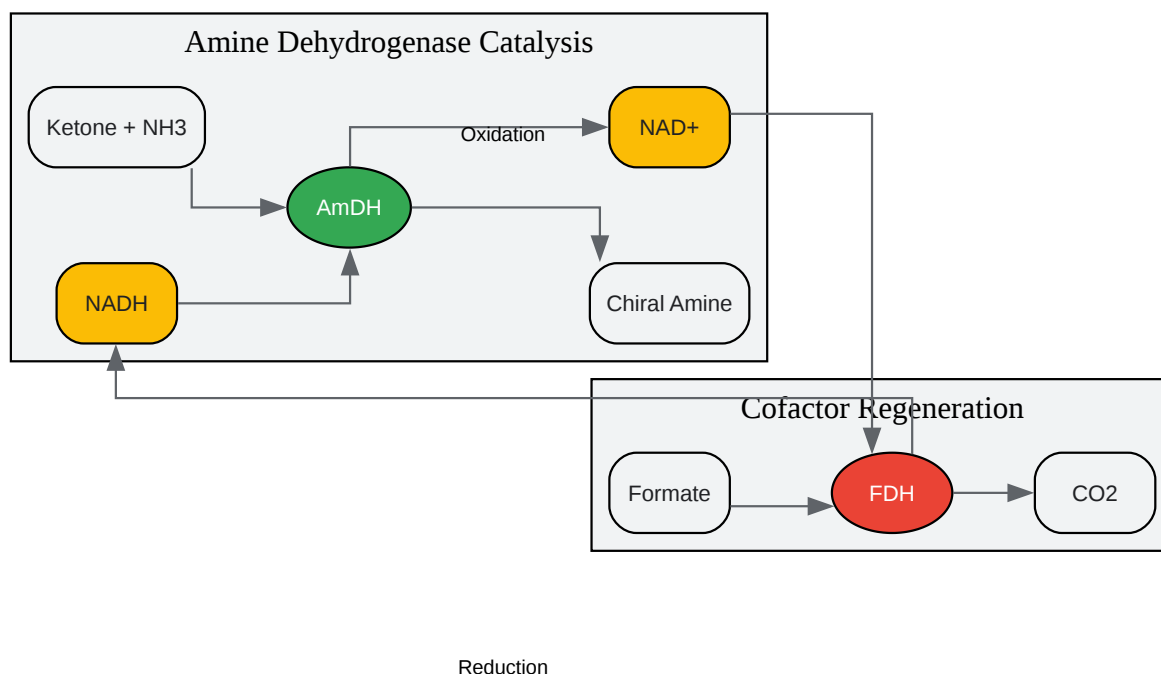 Amine Dehydrogenase Catalysis
Ketone + NH3
Oxidation
NAD+
AmDH
NADH
Chiral Amine
Cofactor Regeneration
Formate
FDH
CO2
Reduction